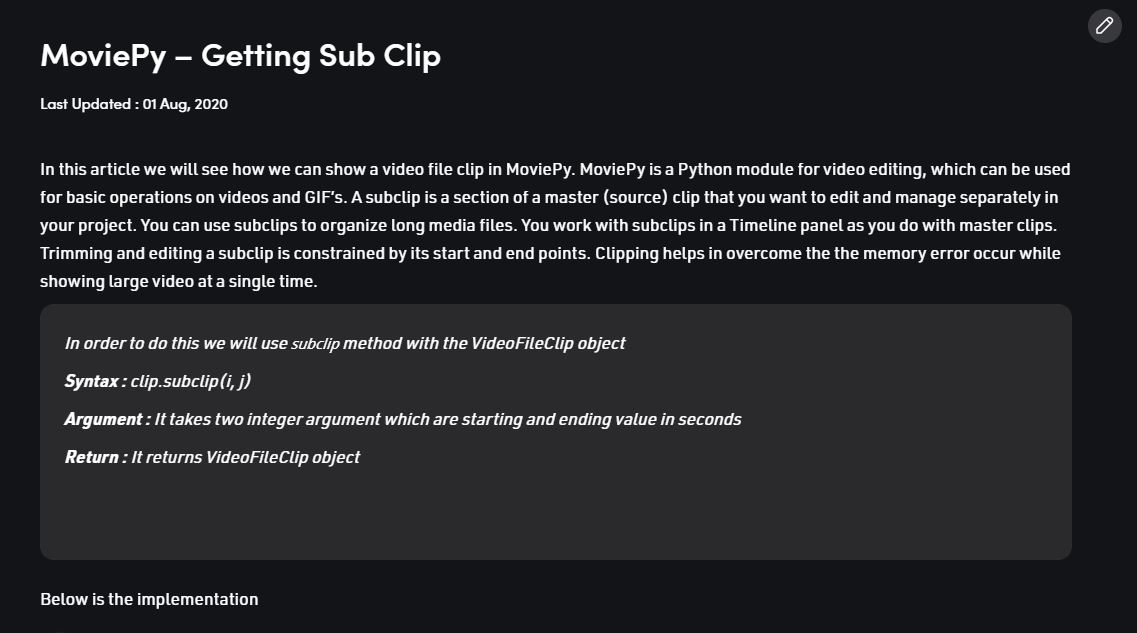 MoviePy – Getting Sub Clip
Last Updated : 01 Aug, 2020
In this article we will see how we can show a video file clip in MoviePy. MoviePy is a Python module for video editing, which can be used
for basic operations on videos and GIF's. A subclip is a section of a master (source) clip that you want to edit and manage separately in
your project. You can use subclips to organize long media files. You work with subclips in a Timeline panel as you do with master clips.
Trimming and editing a subclip is constrained by its start and end points. Clipping helps in overcome the the memory error occur while
showing large video at a single time.
In order to do this we will use subclip method with the VideoFileClip object
Syntax : clip.subclip(i, j)
Argument : It takes two integer argument which are starting and ending value in seconds
Return : It returns VideoFileClip object
Below is the implementation